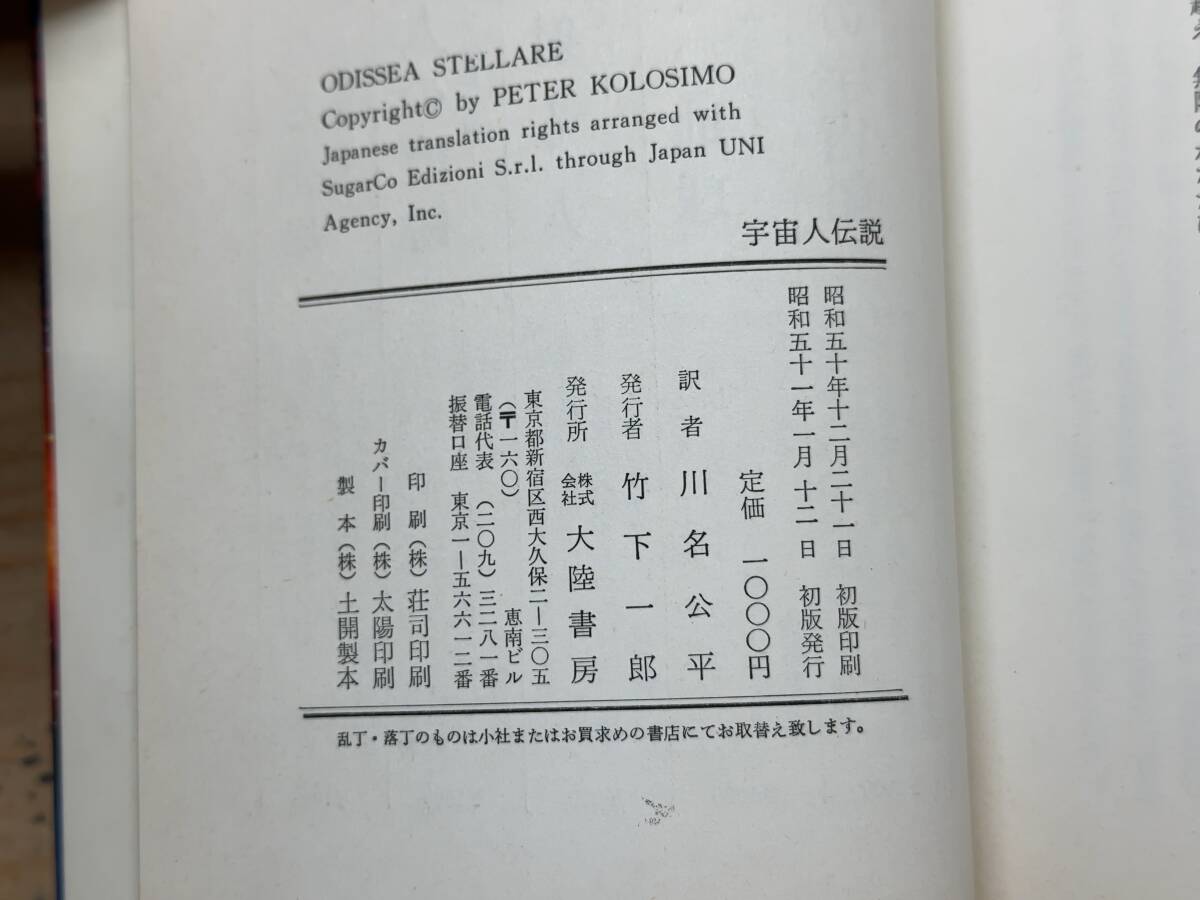 ODISSEA STELLARE
Copyright© by PETER KOLOSIMO
Japanese translation rights arranged with
SugarCo Edizioni S.r.l. through Japan UNI
Agency, Inc.
宇宙人伝説
昭和五十年十二月二十一日 初版印刷
昭和五十一年一月十二日 初版発行
定価 一〇〇〇円
訳者 川名公平
発行者 竹下一郎
発行所 株式会社 大陸書房
東京都新宿区西大久保二―三〇五
(〒一六〇) 恵南ビル
電話代表 (二〇九)三二八一番
振替口座 東京一―五六六一二番
印刷(株)荘司印刷
カバー印刷(株)太陽印刷
製本(株)土開製本
乱丁・落丁のものは小社またはお買求めの書店にてお取替え致します。